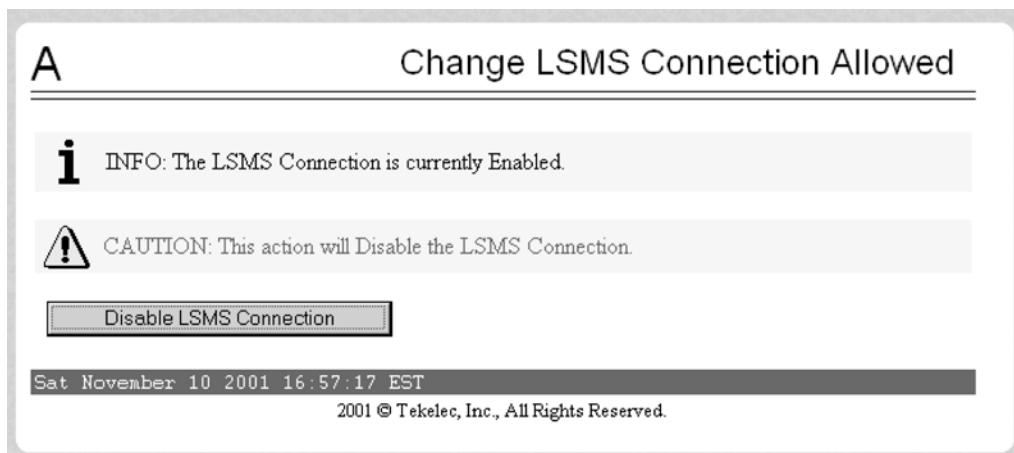 A
Change LSMS Connection Allowed
INFO: The LSMS Connection is currently Enabled.
CAUTION: This action will Disable the LSMS Connection.
Disable LSMS Connection
Sat November 10 2001 16:57:17 EST
2001 © Tekelec, Inc., All Rights Reserved.